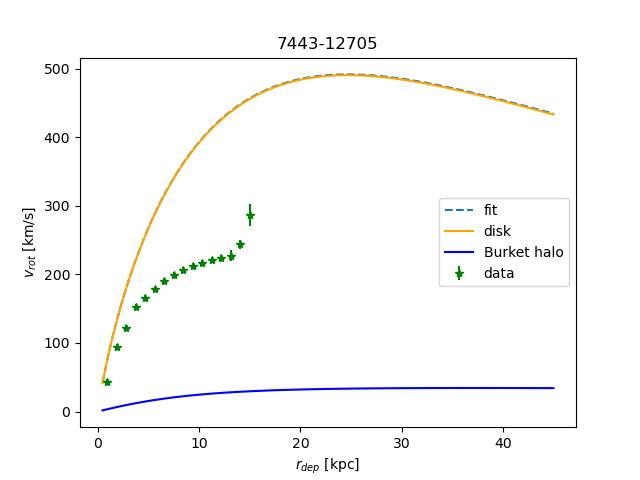 7443-12705
500
400
300
200
100
0
v_rot [km/s]
fit
disk
Burket halo
data
0 10 20 30 40
r_dep [kpc]